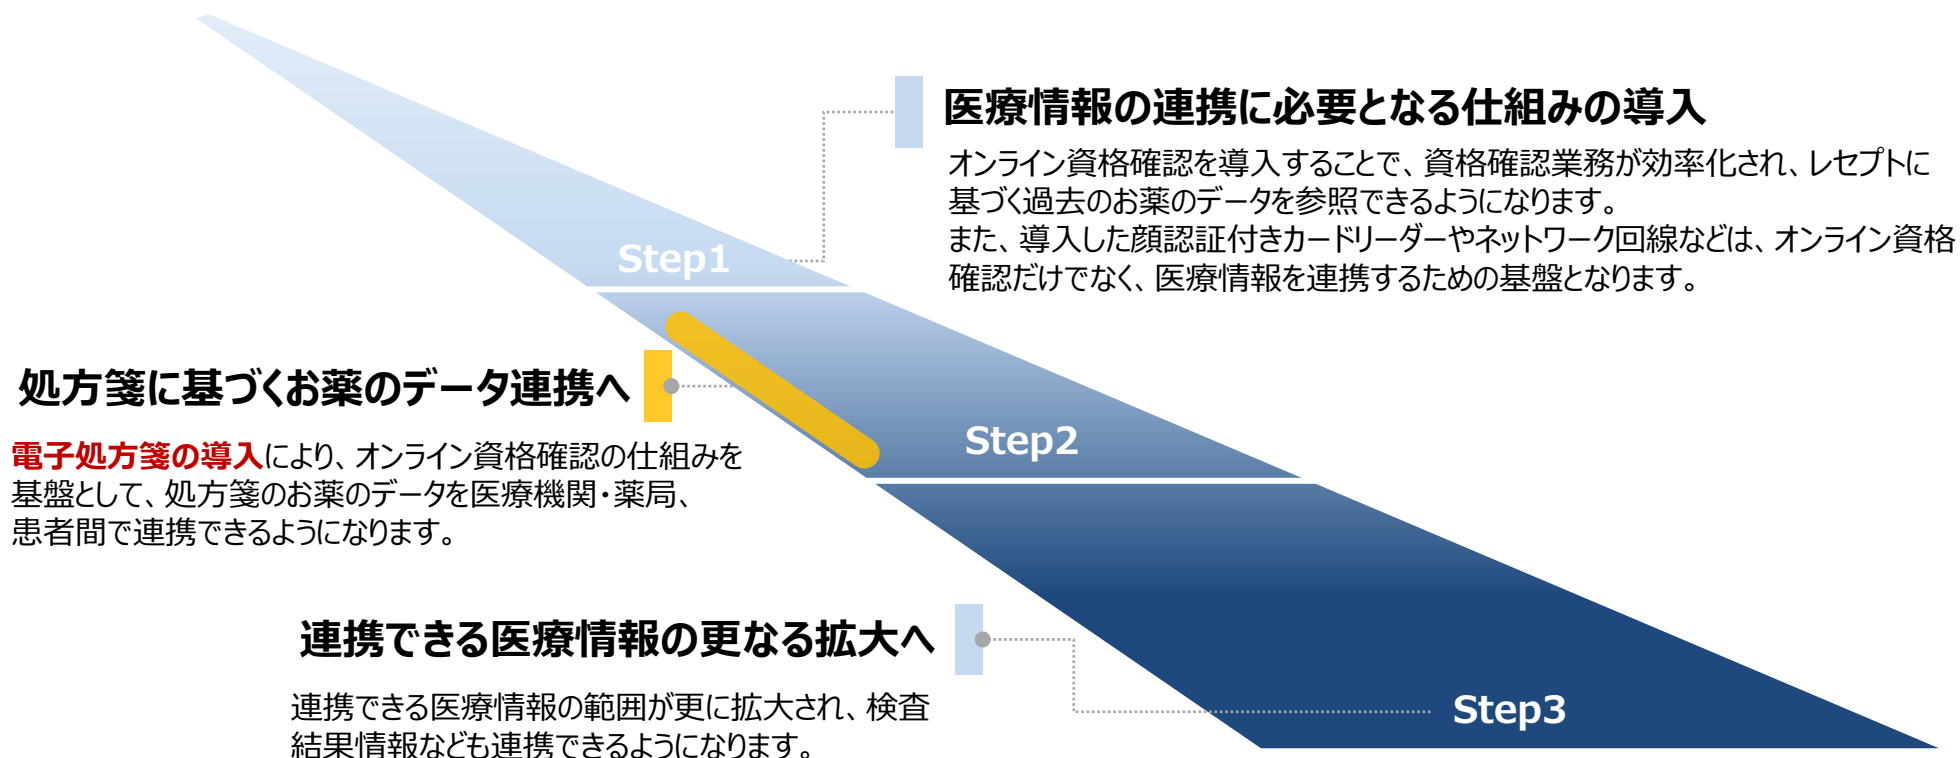 医療情報の連携に必要となる仕組みの導入
オンライン資格確認を導入することで、資格確認業務が効率化され、レセプトに
基づく過去のお薬のデータを参照できるようになります。
また、導入した顔認証付きカードリーダーやネットワーク回線などは、オンライン資格
確認だけでなく、医療情報を連携するための基盤となります。
Step1
処方箋に基づくお薬のデータ連携へ
電子処方箋の導入により、オンライン資格確認の仕組みを
基盤として、処方箋のお薬のデータを医療機関・薬局、
患者間で連携できるようになります。
Step2
連携できる医療情報の更なる拡大へ
連携できる医療情報の範囲が更に拡大され、検査
結果情報なども連携できるようになります。
Step3